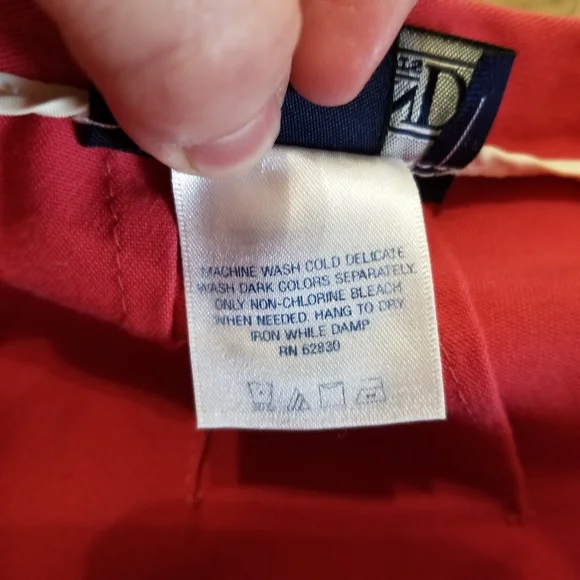 D
MACHINE WASH COLD DELICATE
WASH DARK COLORS SEPARATELY.
ONLY NON-CHLORINE BLEACH
WHEN NEEDED. HANG TO DRY
IRON WHILE DAMP
RN 52930